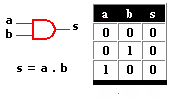 a
b
s
s = a . b
a b s
0 0 0
0 1 0
1 0 0